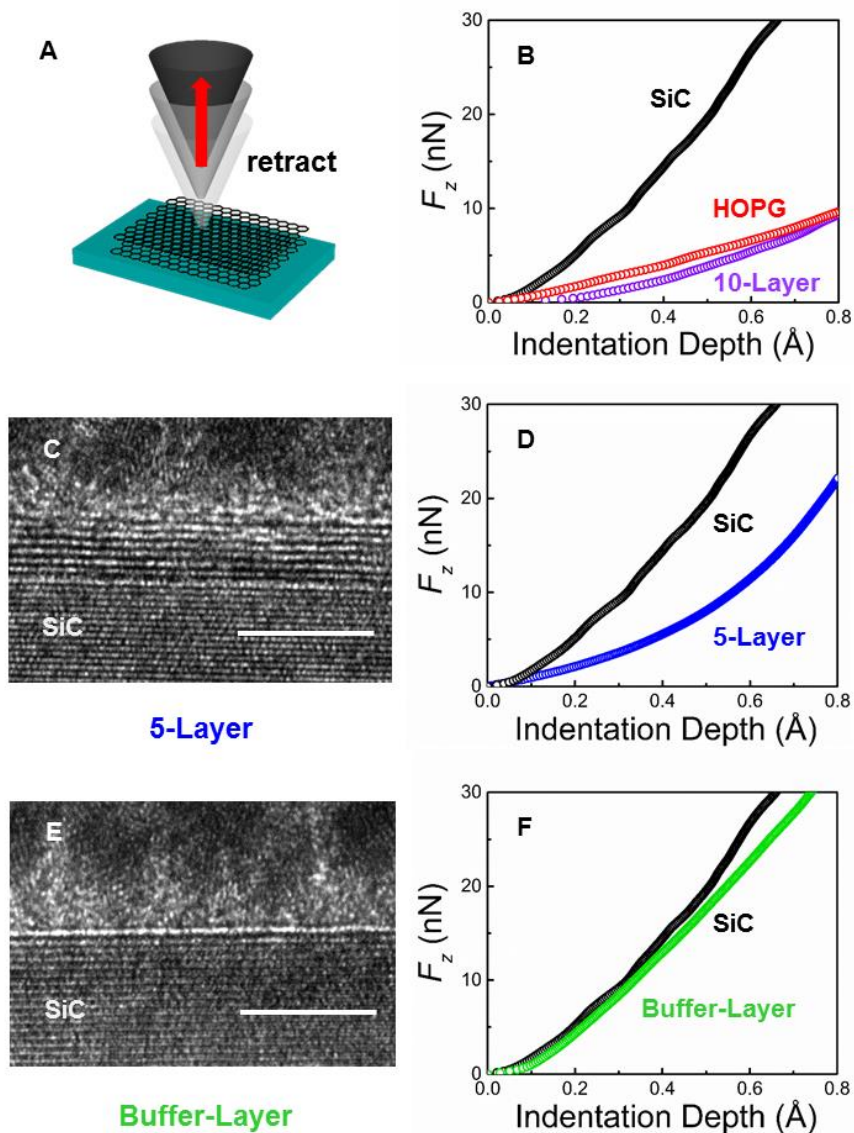 A
retract
B
SiC
HOPG
10-Layer
30
20
10
0
F_z (nN)
0.0 0.2 0.4 0.6 0.8
Indentation Depth (Å)
C
SiC
5-Layer
D
SiC
5-Layer
30
20
10
0
F_z (nN)
0.0 0.2 0.4 0.6 0.8
Indentation Depth (Å)
E
SiC
Buffer-Layer
F
SiC
Buffer-Layer
30
20
10
0
F_z (nN)
0.0 0.2 0.4 0.6 0.8
Indentation Depth (Å)